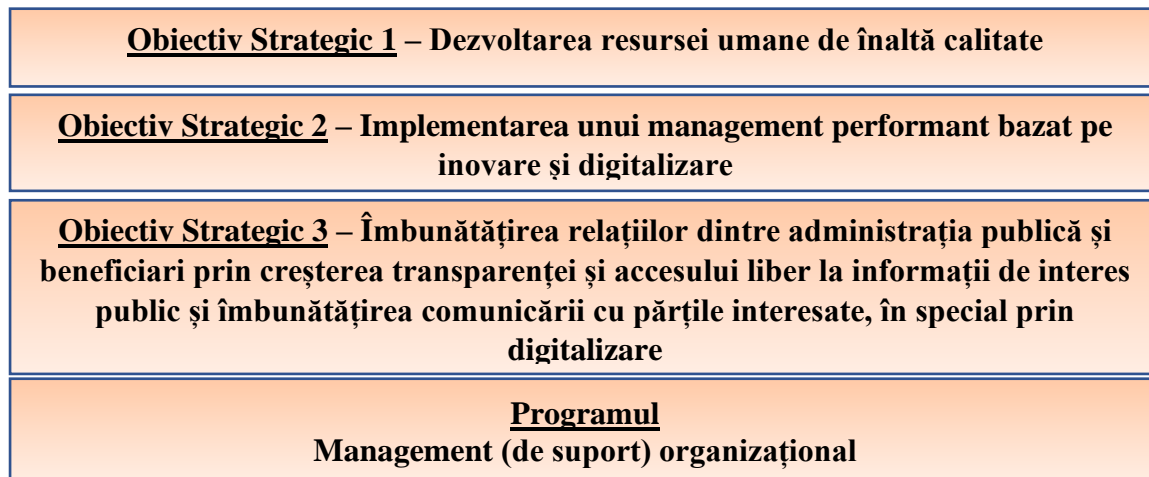 Obiectiv Strategic 1 – Dezvoltarea resursei umane de înaltă calitate
Obiectiv Strategic 2 – Implementarea unui management performant bazat pe
inovare și digitalizare
Obiectiv Strategic 3 – Îmbunătățirea relațiilor dintre administrația publică și
beneficiari prin creșterea transparenței și accesului liber la informații de interes
public și îmbunătățirea comunicării cu părțile interesate, în special prin
digitalizare
Programul
Management (de suport) organizațional